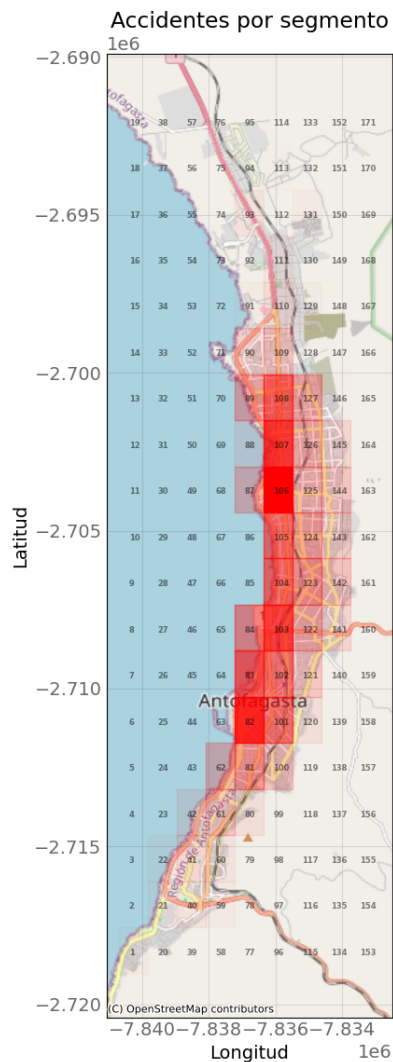 Accidentes por segmento
1e6
−2.690
−2.695
−2.700
−2.705
−2.710
−2.715
−2.720
Latitud
19 38 57 76 95 114 133 152 171
18 37 56 75 94 113 132 151 170
17 36 55 74 93 112 131 150 169
16 35 54 73 92 111 130 149 168
15 34 53 72 91 110 129 148 167
14 33 52 71 90 109 128 147 166
13 32 51 70 89 108 127 146 165
12 31 50 69 88 107 126 145 164
11 30 49 68 87 106 125 144 163
10 29 48 67 86 105 124 143 162
9 28 47 66 85 104 123 142 161
8 27 46 65 84 103 122 141 160
7 26 45 64 83 102 121 140 159
Antofagasta
6 25 44 63 82 101 120 139 158
5 24 43 62 81 100 119 138 157
4 23 42 61 80 99 118 137 156
3 22 41 60 79 98 117 136 155
2 21 40 59 78 97 116 135 154
1 20 39 58 77 96 115 134 153
Región de Antofagasta
(C) OpenStreetMap contributors
−7.840 −7.838 −7.836 −7.834
Longitud
1e6